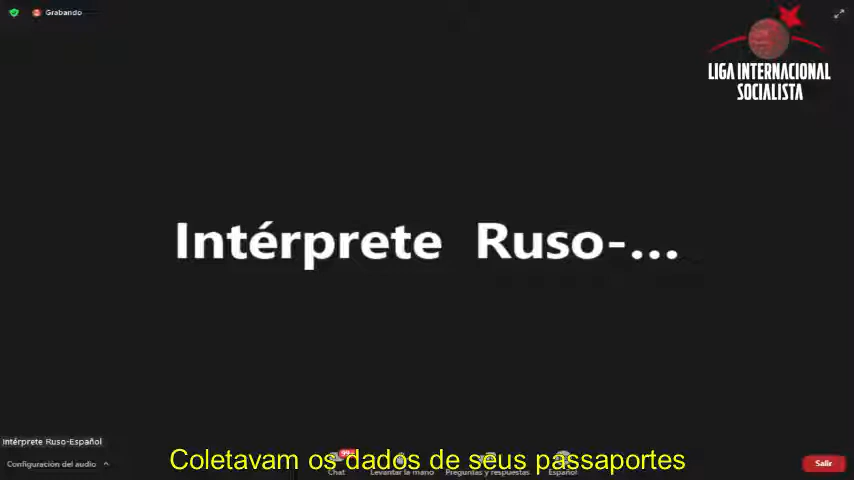 Grabando
LIGA INTERNACIONAL
SOCIALISTA
Intérprete Ruso-...
Intérprete Ruso-Español
Configuración del audio
Coletavam os dados de seus passaportes
Chat
Levantar la mano
Preguntas y respuestas
Español
Salir